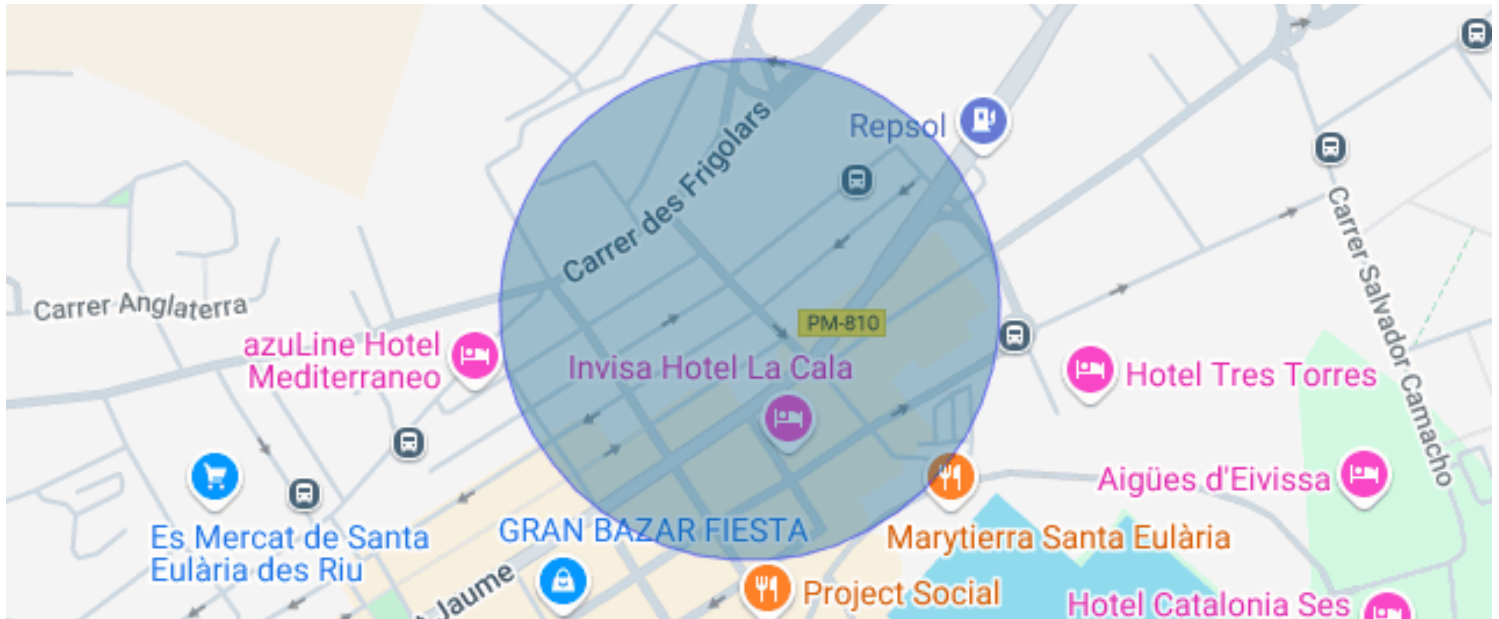 Carrer des Frigolars
Repsol
Carrer Salvador Camacho
Carrer Anglaterra
PM-810
azuLine Hotel
Mediterraneo
Invisa Hotel La Cala
Hotel Tres Torres
Aigües d'Eivissa
Es Mercat de Santa
Eulària des Riu
GRAN BAZAR FIESTA
Marytierra Santa Eulària
Jaume
Project Social
Hotel Catalonia Ses